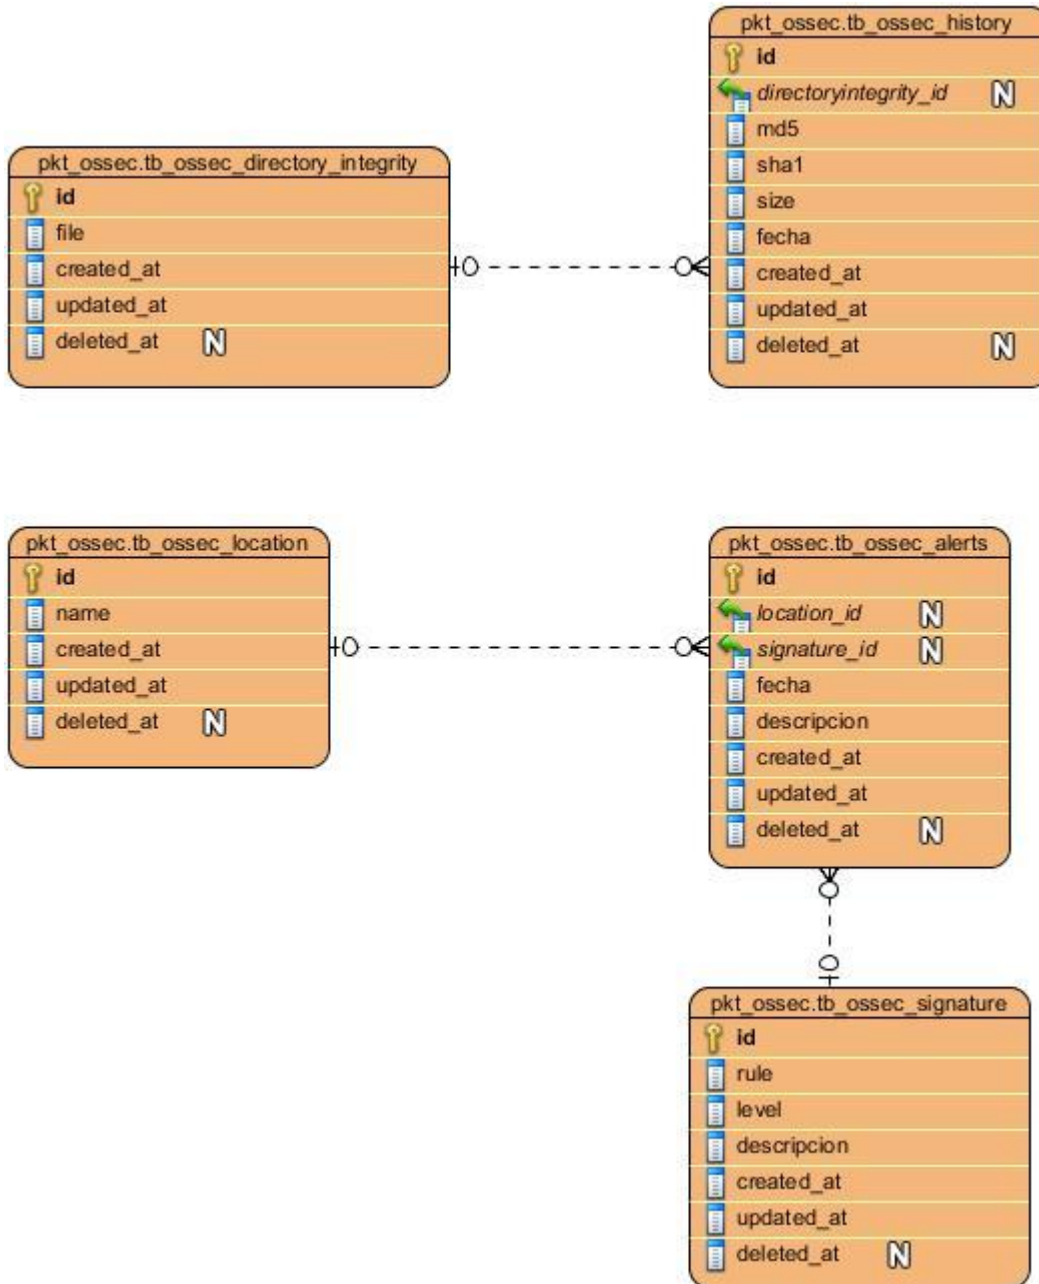 pkt_ossec.tb_ossec_history
id
directoryintegrity_id N
md5
sha1
size
fecha
created_at
updated_at
deleted_at N
pkt_ossec.tb_ossec_directory_integrity
id
file
created_at
updated_at
deleted_at N
pkt_ossec.tb_ossec_location
id
name
created_at
updated_at
deleted_at N
pkt_ossec.tb_ossec_alerts
id
location_id N
signature_id N
fecha
descripcion
created_at
updated_at
deleted_at N
pkt_ossec.tb_ossec_signature
id
rule
level
descripcion
created_at
updated_at
deleted_at N